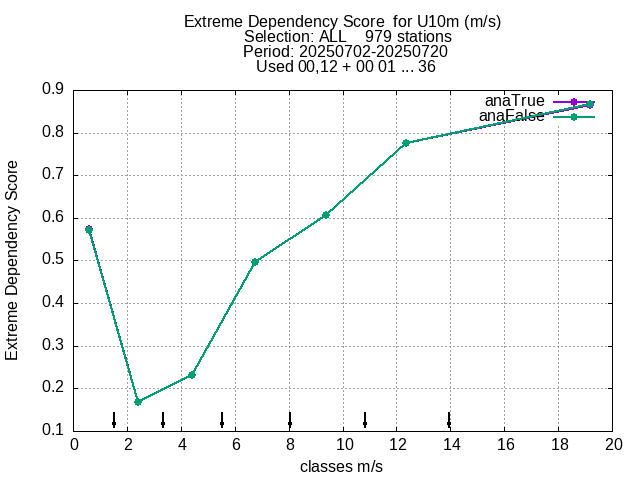 Extreme Dependency Score  for U10m (m/s)
Selection: ALL    979 stations
Period: 20250702-20250720
Used 00,12 + 00 01 ... 36
anaTrue
anaFalse
Extreme Dependency Score
0.9
0.8
0.7
0.6
0.5
0.4
0.3
0.2
0.1
0 2 4 6 8 10 12 14 16 18 20
classes m/s